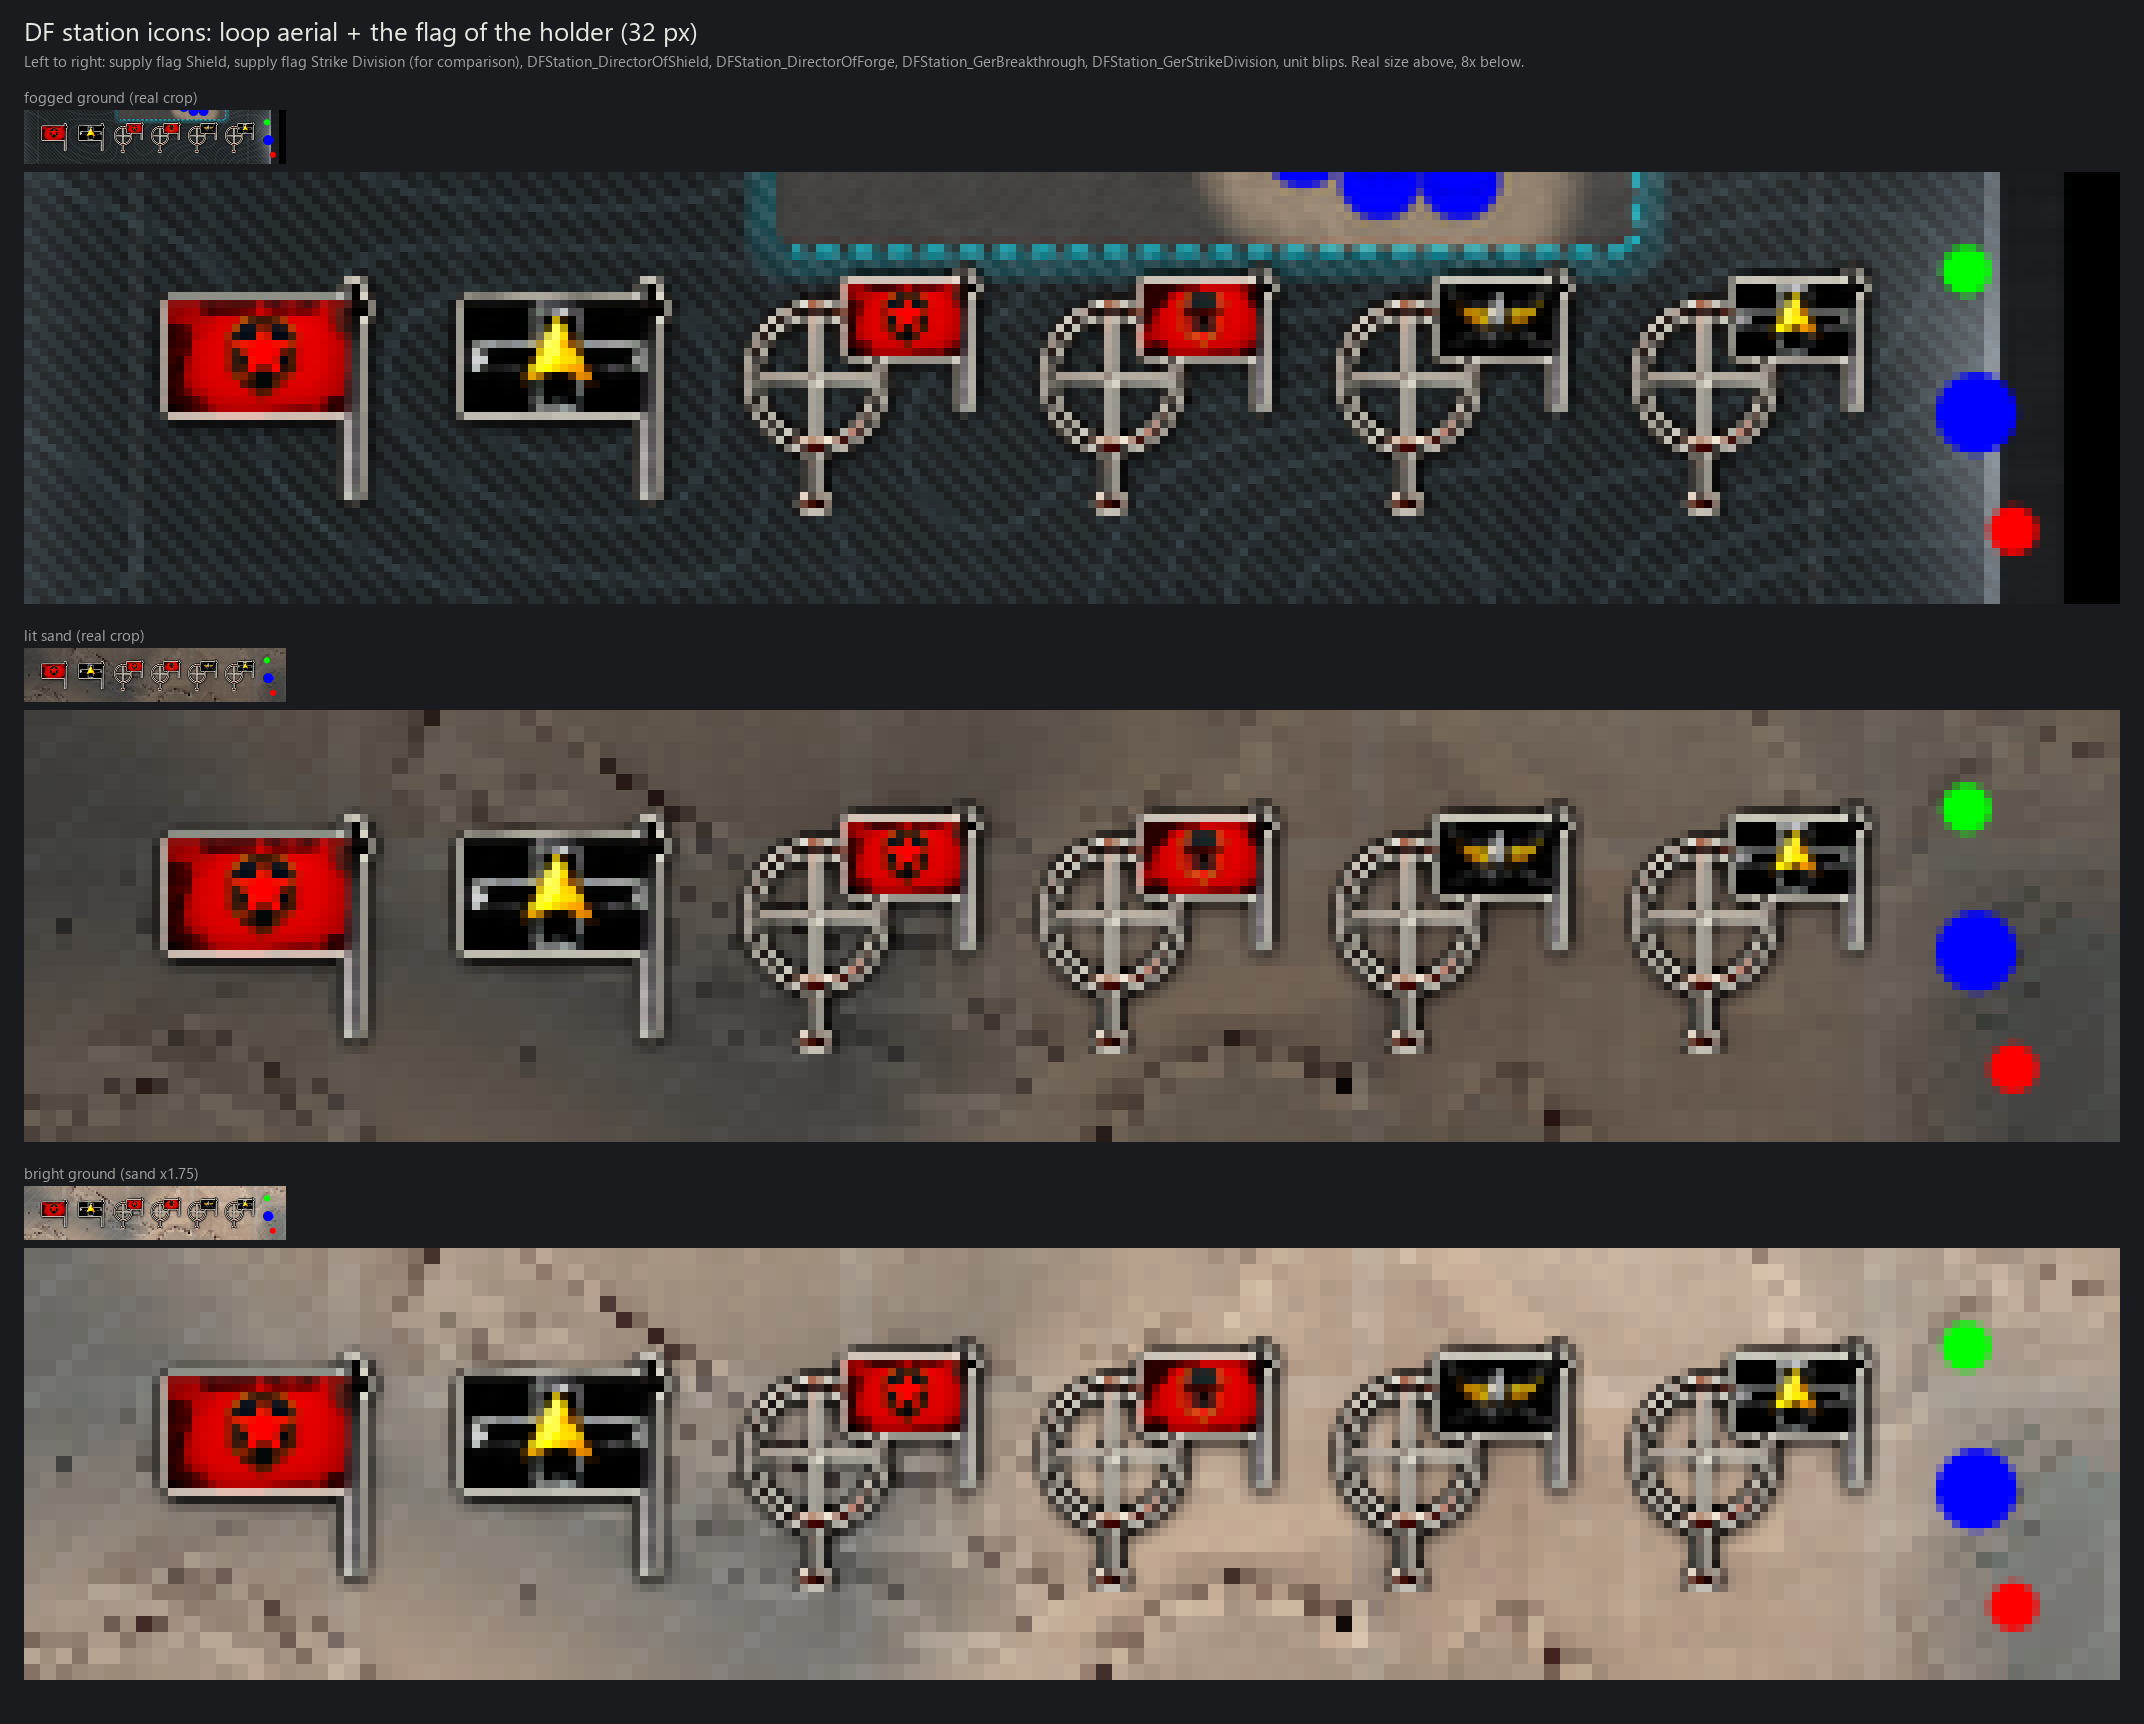 DF station icons: loop aerial + the flag of the holder (32 px)
Left to right: supply flag Shield, supply flag Strike Division (for comparison), DFStation_DirectorOfShield, DFStation_DirectorOfForge, DFStation_GerBreakthrough, DFStation_GerStrikeDivision, unit blips. Real size above, 8x below.
fogged ground (real crop)
lit sand (real crop)
bright ground (sand x1.75)